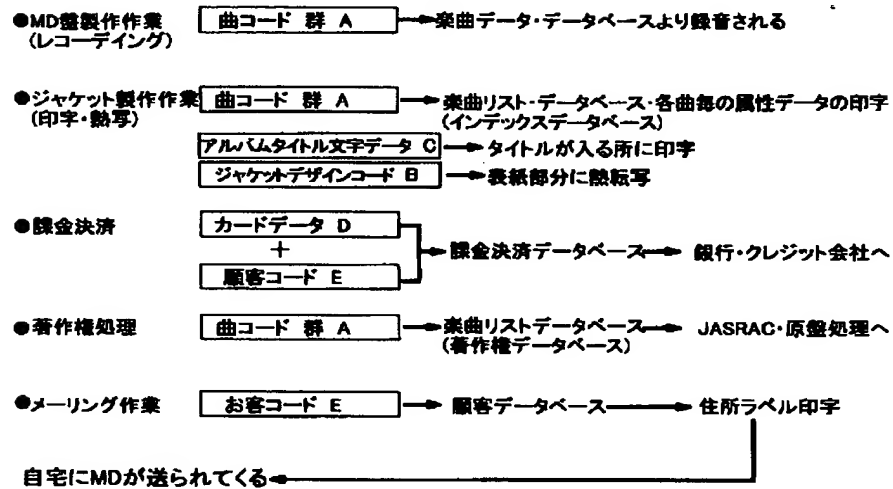 ●MD盤製作作業 曲コード 群 A 楽曲データ・データベースより録音される
(レコーデイング)
●ジャケット製作作業 曲コード 群 A 楽曲リスト・データベース・各曲毎の属性データの印字
(印字・熱写) (インデックスデータベース)
アルバムタイトル文字データ C タイトルが入る所に印字
ジャケットデザインコード B 表紙部分に熱転写
●課金決済 カードデータ D
+ 課金決済データベース 銀行・クレジット会社へ
顧客コード E
●著作権処理 曲コード 群 A 楽曲リストデータベース JASRAC・原盤処理へ
(著作権データベース)
●メーリング作業 お客コード E 顧客データベース 住所ラベル印字
自宅にMDが送られてくる